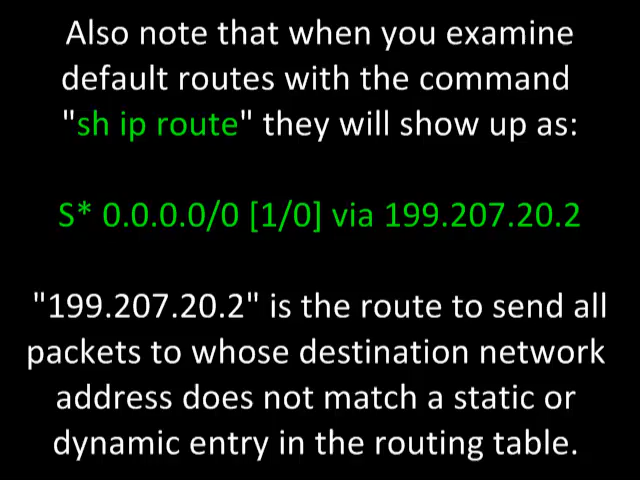 Also note that when you examine
default routes with the command
"sh ip route" they will show up as:
S* 0.0.0.0/0 [1/0] via 199.207.20.2
"199.207.20.2" is the route to send all
packets to whose destination network
address does not match a static or
dynamic entry in the routing table.